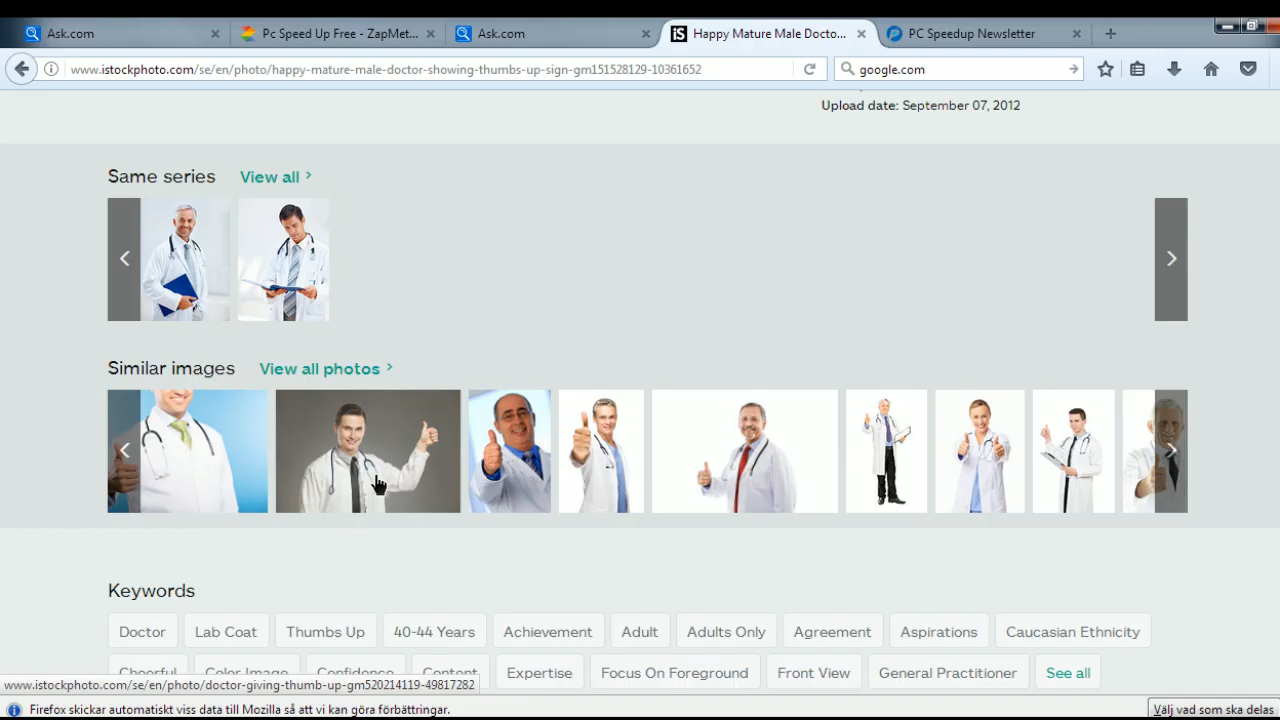 Ask.com
Pc Speed Up Free - ZapMet...
Ask.com
iS Happy Mature Male Docto...
PC Speedup Newsletter
www.istockphoto.com/se/en/photo/happy-mature-male-doctor-showing-thumbs-up-sign-gm151528129-10361652
google.com
Upload date: September 07, 2012
Same series View all >
Similar images View all photos >
Keywords
Doctor Lab Coat Thumbs Up 40-44 Years Achievement Adult Adults Only Agreement Aspirations Caucasian Ethnicity
Cheerful Color Image Confidence Content Expertise Focus On Foreground Front View General Practitioner See all
www.istockphoto.com/se/en/photo/doctor-giving-thumb-up-gm520214119-49817282
Firefox skickar automatiskt viss data till Mozilla så att vi kan göra förbättringar. Välj vad som ska delas